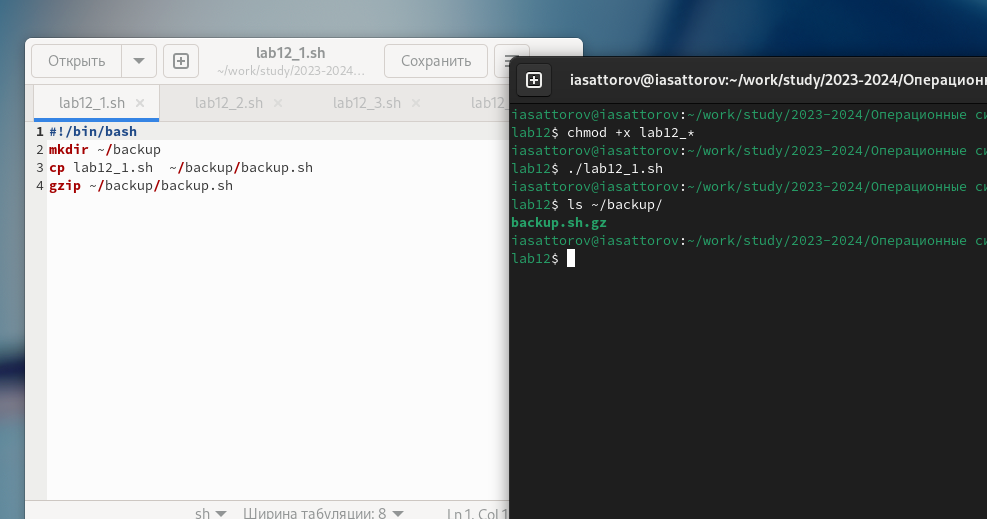 Открыть
lab12_1.sh
~/work/study/2023-2024…
Сохранить
lab12_1.sh
lab12_2.sh
lab12_3.sh
lab12_
1 #!/bin/bash
2 mkdir ~/backup
3 cp lab12_1.sh  ~/backup/backup.sh
4 gzip ~/backup/backup.sh
sh
Ширина табуляции: 8
Ln 1, Col 1
iasattorov@iasattorov:~/work/study/2023-2024/Операционн
iasattorov@iasattorov:~/work/study/2023-2024/Операционные си
lab12$ chmod +x lab12_*
iasattorov@iasattorov:~/work/study/2023-2024/Операционные си
lab12$ ./lab12_1.sh
iasattorov@iasattorov:~/work/study/2023-2024/Операционные си
lab12$ ls ~/backup/
backup.sh.gz
iasattorov@iasattorov:~/work/study/2023-2024/Операционные си
lab12$